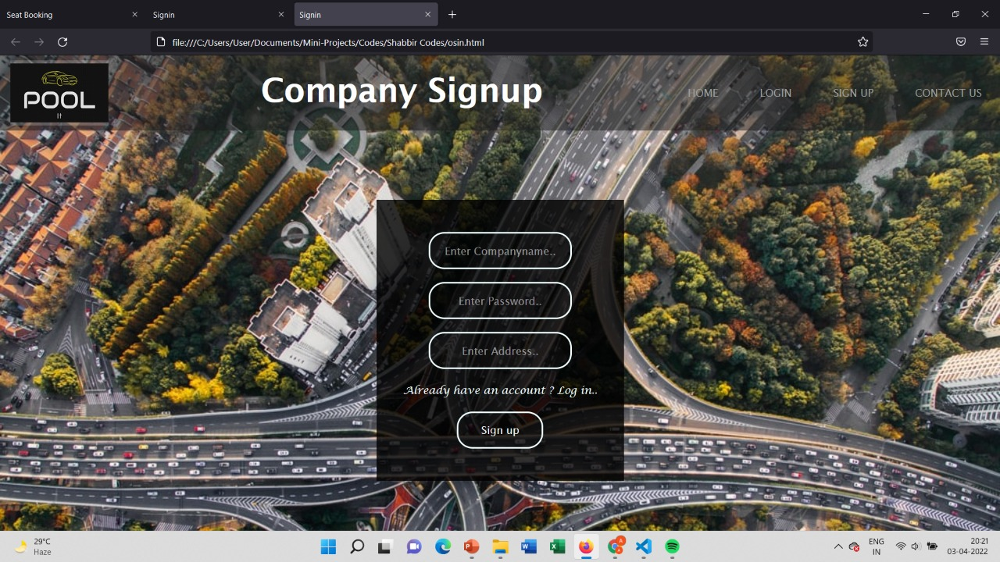 Seat Booking
Signin
Signin
file:///C:/Users/User/Documents/Mini-Projects/Codes/Shabbir Codes/osin.html
POOL
It
Company Signup
HOME
LOGIN
SIGN UP
CONTACT US
Enter Companyname..
Enter Password..
Enter Address..
Already have an account ? Log in..
Sign up
29°C
Haze
ENG
IN
20:21
03-04-2022